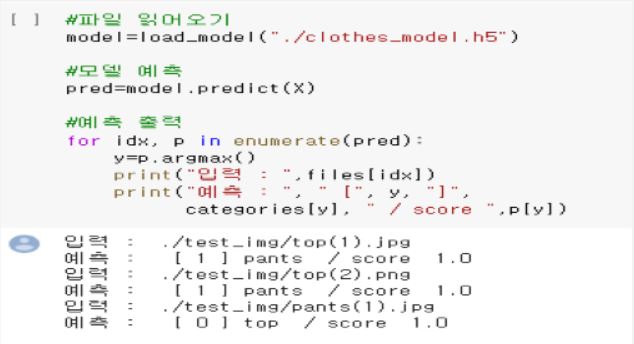 [ ] #파일 읽어오기
model=load_model("./clothes_model.h5")
#모델 예측
pred=model.predict(X)
#예측 출력
for idx, p in enumerate(pred):
y=p.argmax()
print("입력 : ",files[idx])
print("예측 : ", " [", y, "]",
categories[y], " / score ",p[y])
입력 : ./test_img/top(1).jpg
예측 : [ 1 ] pants / score 1.0
입력 : ./test_img/top(2).png
예측 : [ 1 ] pants / score 1.0
입력 : ./test_img/pants(1).jpg
예측 : [ 0 ] top / score 1.0